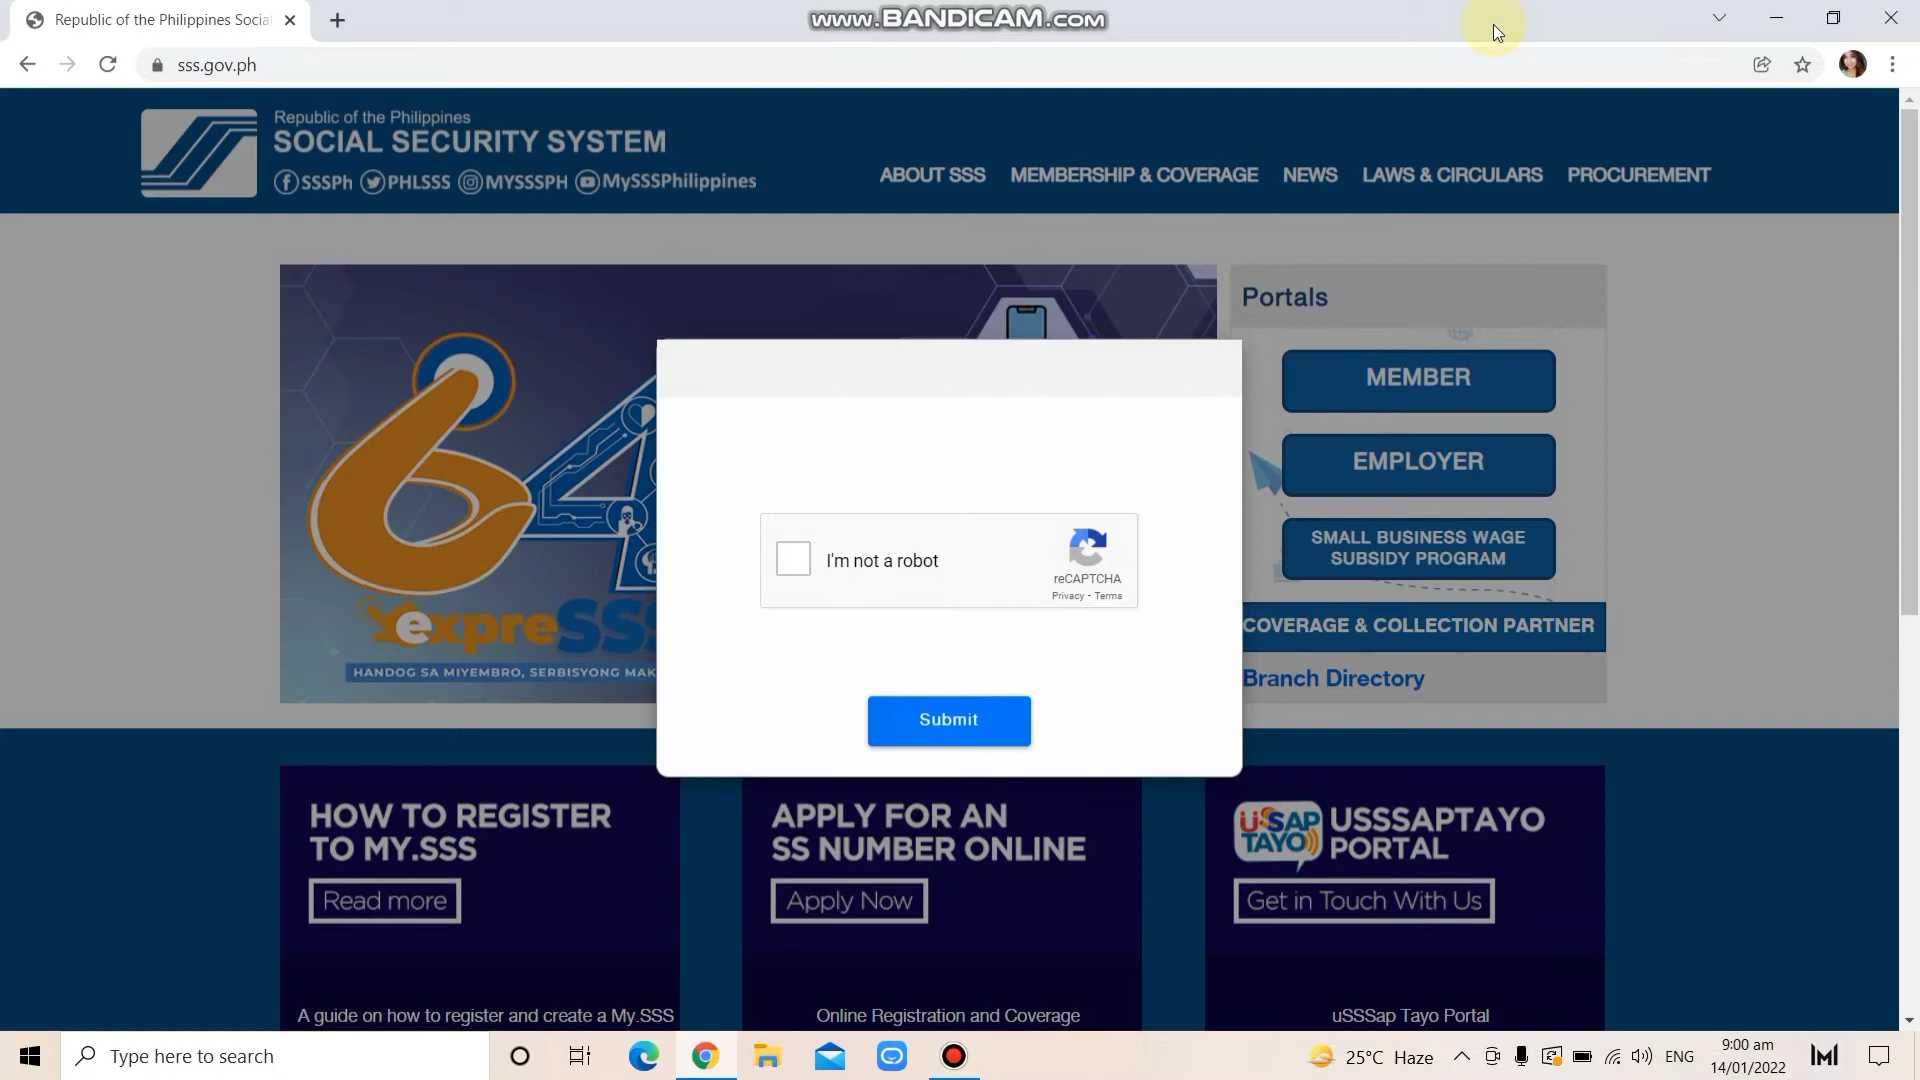 Republic of the Philippines Social
www.BANDICAM.com
sss.gov.ph
Republic of the Philippines
SOCIAL SECURITY SYSTEM
SSSPh PHLSSS MYSSSPH MySSSPhilippines
ABOUT SSS MEMBERSHIP & COVERAGE NEWS LAWS & CIRCULARS PROCUREMENT
64
expreSSS
HANDOG SA MIYEMBRO, SERBISYONG MAK
I'm not a robot
reCAPTCHA
Privacy - Terms
Submit
Portals
MEMBER
EMPLOYER
SMALL BUSINESS WAGE
SUBSIDY PROGRAM
COVERAGE & COLLECTION PARTNER
Branch Directory
HOW TO REGISTER
TO MY.SSS
Read more
A guide on how to register and create a My.SSS
APPLY FOR AN
SS NUMBER ONLINE
Apply Now
Online Registration and Coverage
USSSAP
TAYO
USSSAPTAYO
PORTAL
Get in Touch With Us
uSSSap Tayo Portal
Type here to search
25°C Haze
ENG
9:00 am
14/01/2022